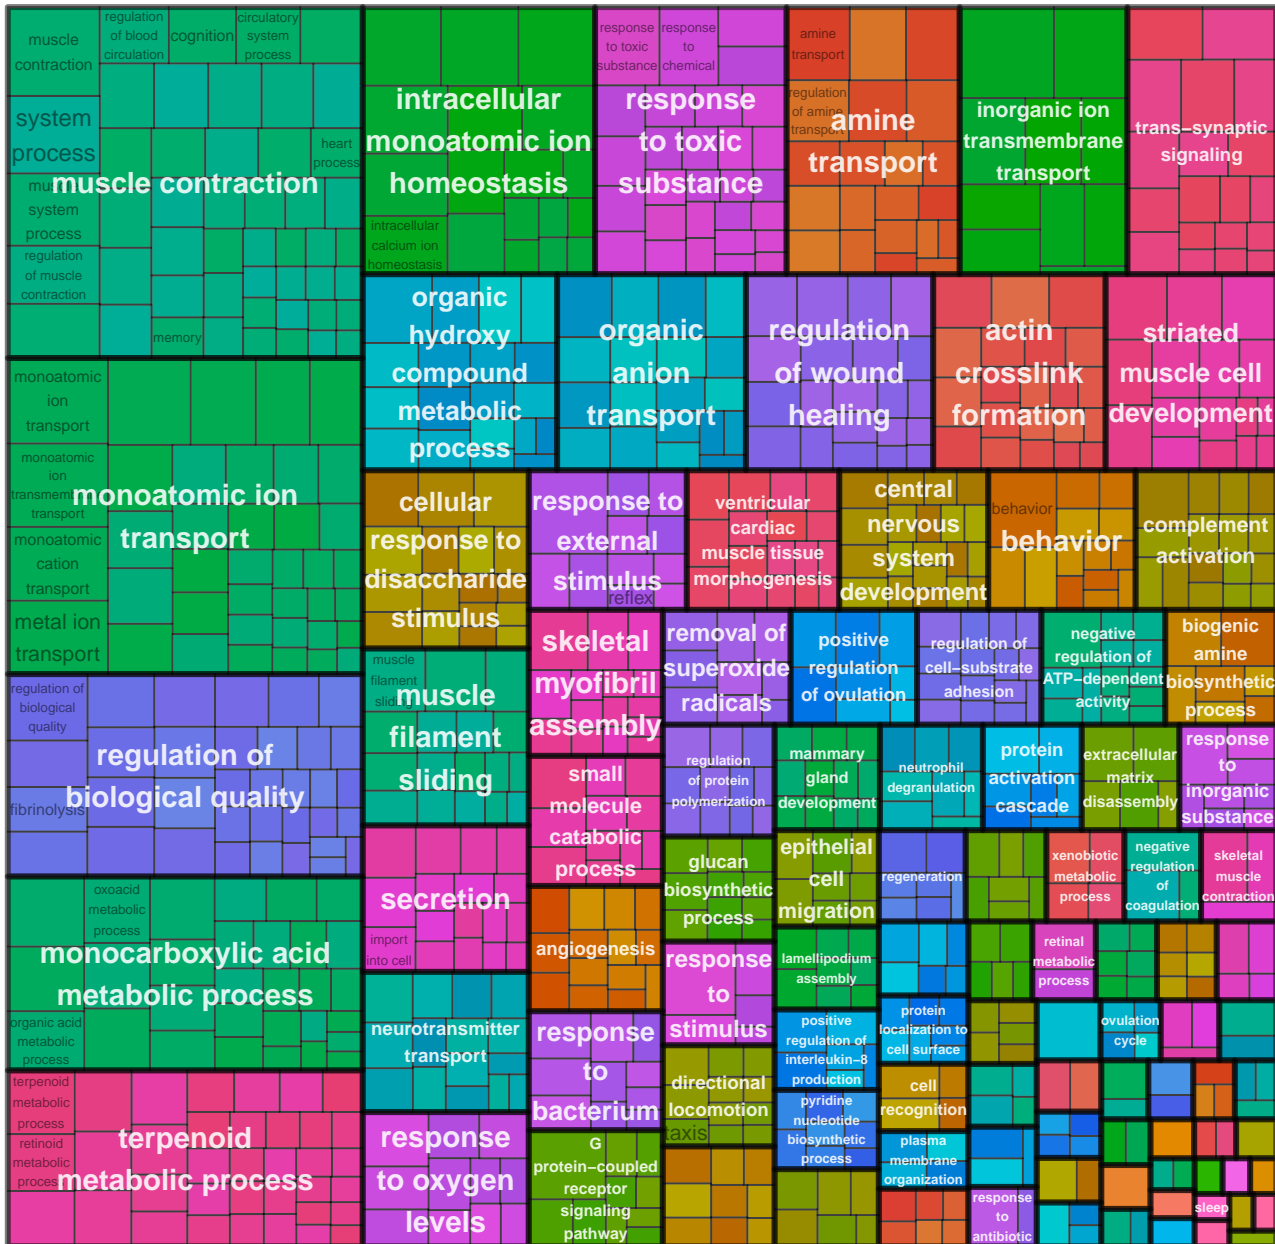 muscle
contraction
regulation
of blood
circulation
cognition
circulatory
system
process
system
process
heart
process
muscle contraction
muscle
system
process
regulation
of muscle
contraction
memory
intracellular
monoatomic ion
homeostasis
intracellular
calcium ion
homeostasis
response
to toxic
substance
response
to
chemical
response
to toxic
substance
amine
transport
regulation
of amine
transport
amine
transport
inorganic ion
transmembrane
transport
trans−synaptic
signaling
monoatomic
ion
transport
monoatomic
ion
transmembrane
transport
monoatomic ion
transport
monoatomic
cation
transport
metal ion
transport
organic
hydroxy
compound
metabolic
process
organic
anion
transport
regulation
of wound
healing
actin
crosslink
formation
striated
muscle cell
development
cellular
response to
disaccharide
stimulus
response to
external
stimulus
reflex
ventricular
cardiac
muscle tissue
morphogenesis
central
nervous
system
development
behavior
behavior
complement
activation
regulation of
biological
quality
regulation of
biological quality
fibrinolysis
muscle
filament
sliding
muscle
filament
sliding
skeletal
myofibril
assembly
removal of
superoxide
radicals
positive
regulation
of ovulation
regulation of
cell−substrate
adhesion
negative
regulation of
ATP−dependent
activity
biogenic
amine
biosynthetic
process
small
molecule
catabolic
process
regulation
of protein
polymerization
mammary
gland
development
neutrophil
degranulation
protein
activation
cascade
extracellular
matrix
disassembly
response
to
inorganic
substance
oxoacid
metabolic
process
monocarboxylic acid
metabolic process
organic acid
metabolic
process
secretion
import
into cell
angiogenesis
glucan
biosynthetic
process
epithelial
cell
migration
regeneration
xenobiotic
metabolic
process
negative
regulation
of
coagulation
skeletal
muscle
contraction
response
to
stimulus
lamellipodium
assembly
retinal
metabolic
process
neurotransmitter
transport
response
to
bacterium
positive
regulation of
interleukin−8
production
protein
localization to
cell surface
ovulation
cycle
terpenoid
metabolic
process
retinoid
metabolic
process
terpenoid
metabolic process
directional
locomotion
taxis
pyridine
nucleotide
biosynthetic
process
cell
recognition
response
to oxygen
levels
G
protein−coupled
receptor
signaling
pathway
plasma
membrane
organization
response
to
antibiotic
sleep